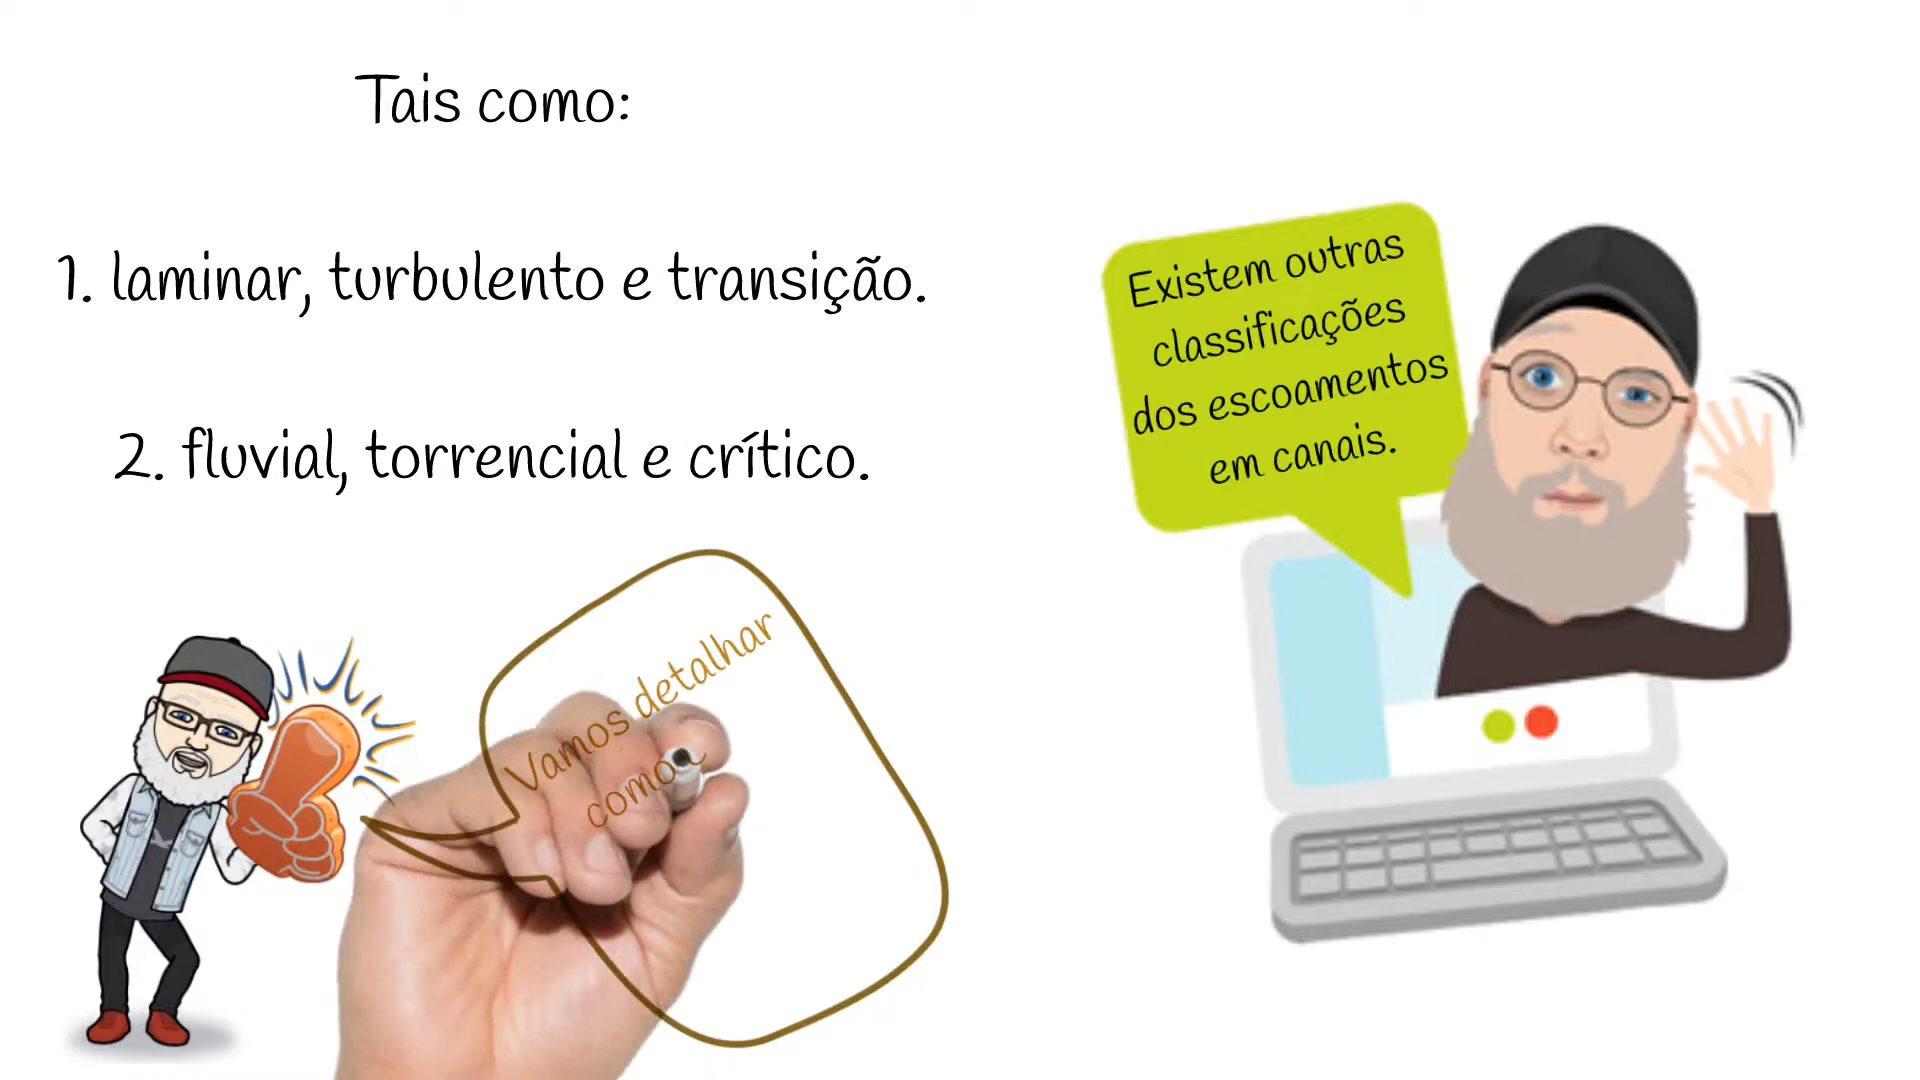 Tais como:
1. laminar, turbulento e transição.
2. fluvial, torrencial e crítico.
Existem outras
classificações
dos escoamentos
em canais.
Vamos detalhar
como